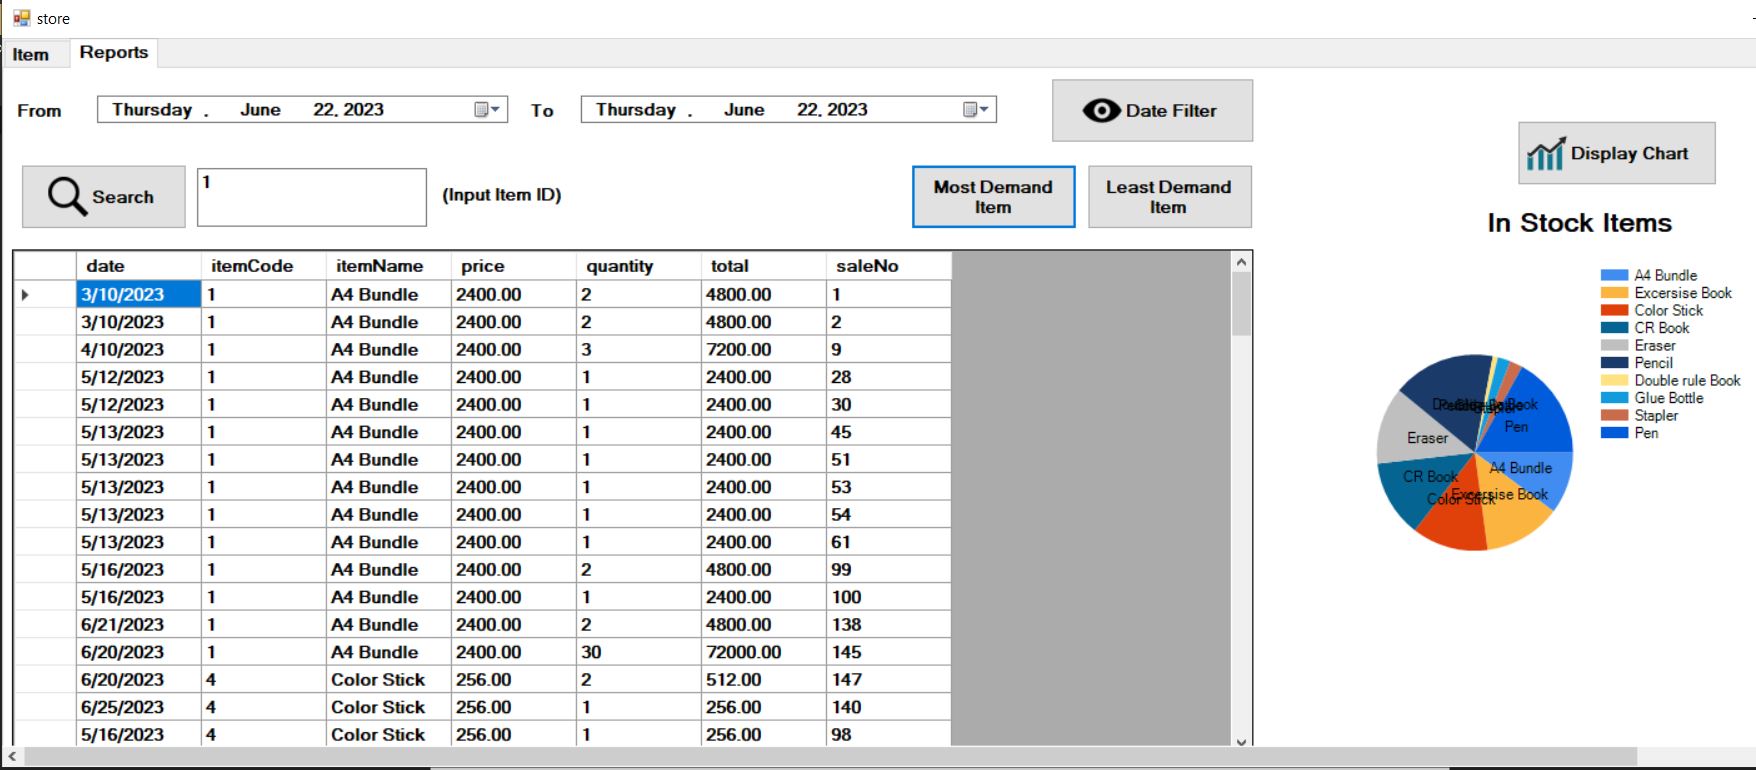 store
Item Reports
From Thursday . June 22, 2023 To Thursday . June 22, 2023 Date Filter
Display Chart
Search 1 (Input Item ID) Most Demand Item Least Demand Item
In Stock Items
date itemCode itemName price quantity total saleNo
3/10/2023 1 A4 Bundle 2400.00 2 4800.00 1
3/10/2023 1 A4 Bundle 2400.00 2 4800.00 2
4/10/2023 1 A4 Bundle 2400.00 3 7200.00 9
5/12/2023 1 A4 Bundle 2400.00 1 2400.00 28
5/12/2023 1 A4 Bundle 2400.00 1 2400.00 30
5/13/2023 1 A4 Bundle 2400.00 1 2400.00 45
5/13/2023 1 A4 Bundle 2400.00 1 2400.00 51
5/13/2023 1 A4 Bundle 2400.00 1 2400.00 53
5/13/2023 1 A4 Bundle 2400.00 1 2400.00 54
5/13/2023 1 A4 Bundle 2400.00 1 2400.00 61
5/16/2023 1 A4 Bundle 2400.00 2 4800.00 99
5/16/2023 1 A4 Bundle 2400.00 1 2400.00 100
6/21/2023 1 A4 Bundle 2400.00 2 4800.00 138
6/20/2023 1 A4 Bundle 2400.00 30 72000.00 145
6/20/2023 4 Color Stick 256.00 2 512.00 147
6/25/2023 4 Color Stick 256.00 1 256.00 140
5/16/2023 4 Color Stick 256.00 1 256.00 98
A4 Bundle
Excersise Book
Color Stick
CR Book
Eraser
Pencil
Double rule Book
Glue Bottle
Stapler
Pen
Pen
Eraser
A4 Bundle
CR Book
Excersise Book
Color Stick